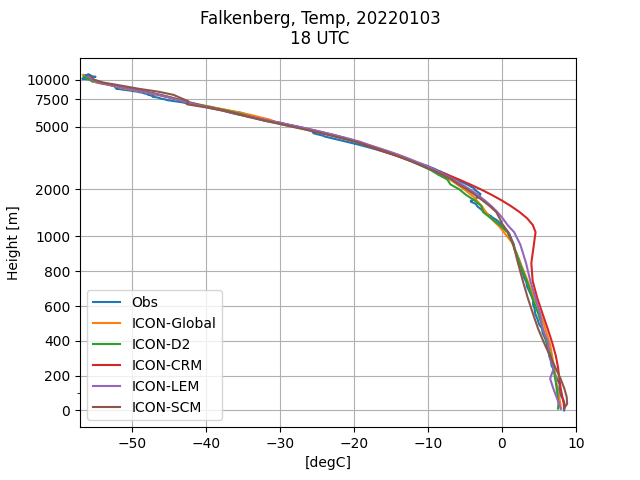 Falkenberg, Temp, 20220103
18 UTC
10000
7500
5000
2000
1000
800
600
400
200
0
Height [m]
Obs
ICON-Global
ICON-D2
ICON-CRM
ICON-LEM
ICON-SCM
−50 −40 −30 −20 −10 0 10
[degC]